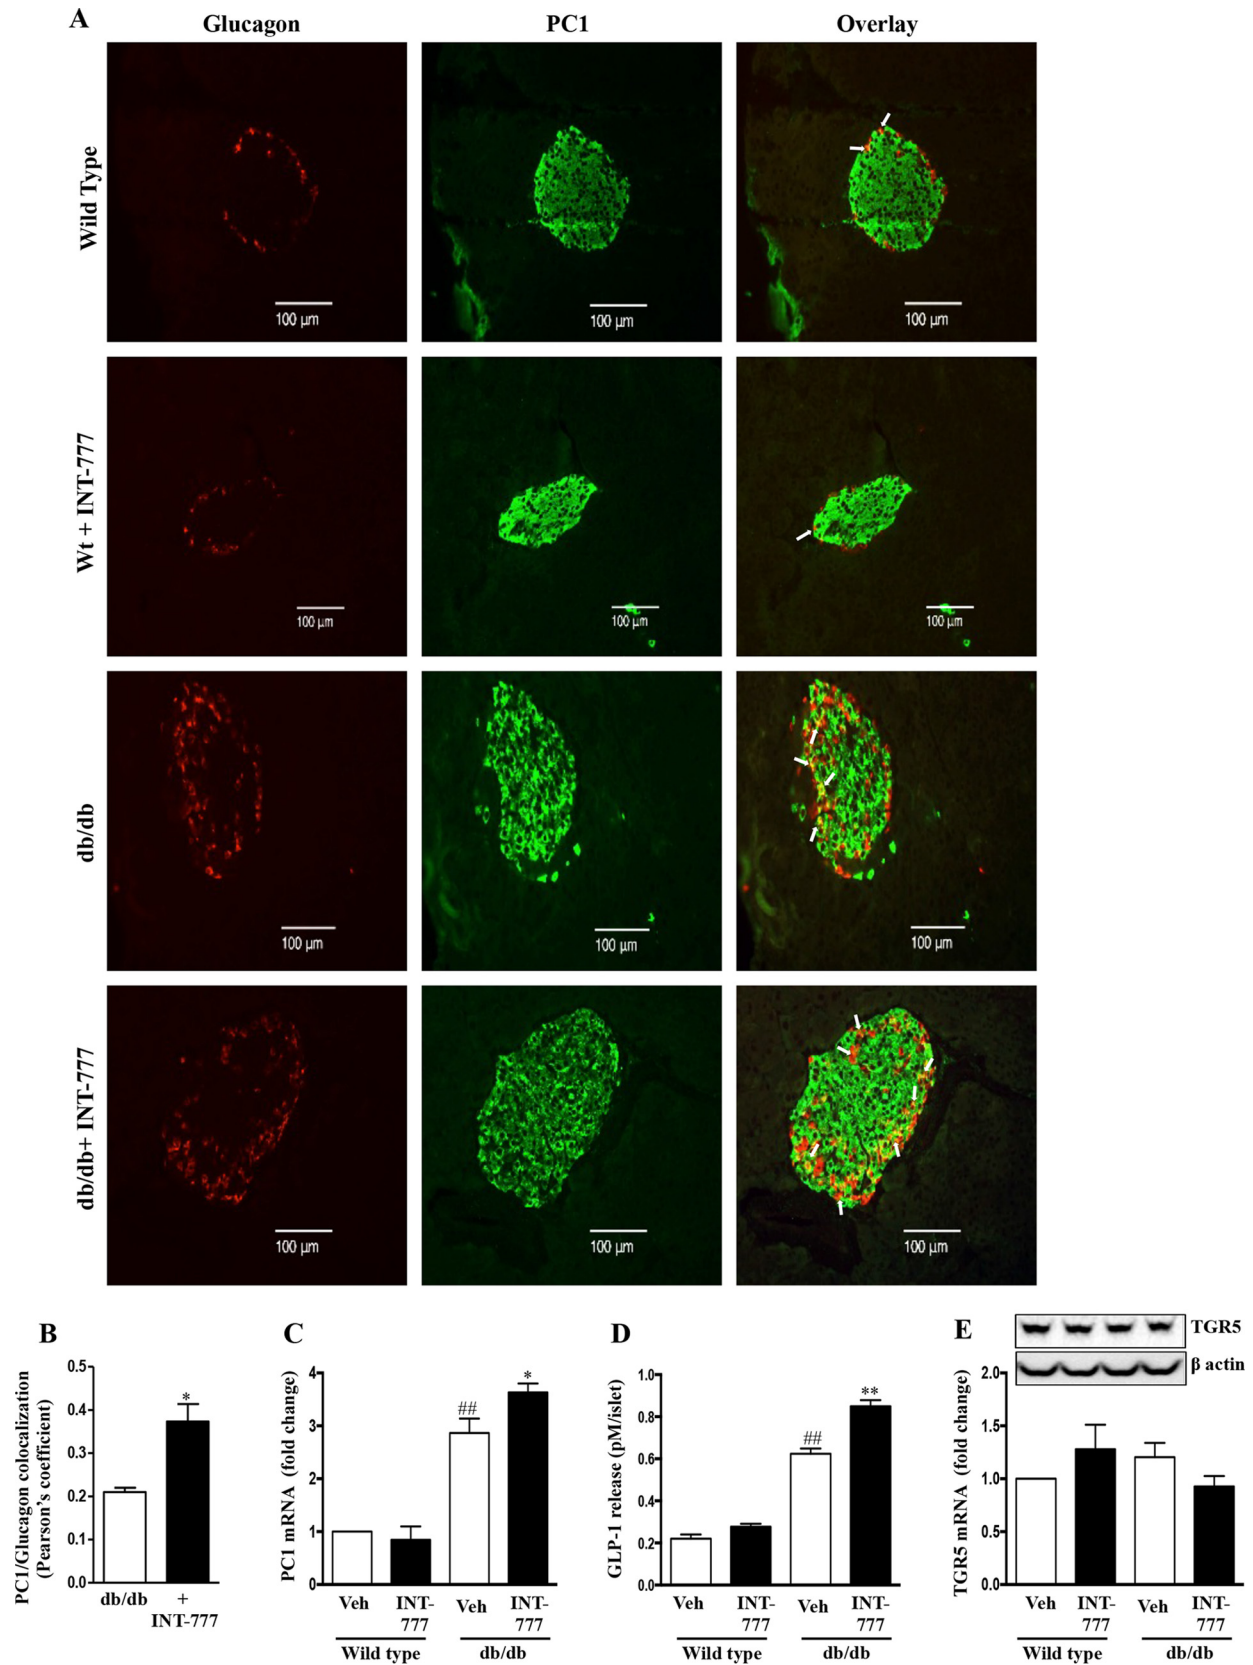 A
Glucagon PC1 Overlay
Wild Type
100 µm 100 µm 100 µm
Wt + INT-777
100 µm 100 µm 100 µm
db/db
100 µm 100 µm 100 µm
db/db+ INT-777
100 µm 100 µm 100 µm
B
PC1/Glucagon colocalization
(Pearson's coefficient)
0.5
0.4
0.3
0.2
0.1
0.0
*
db/db + INT-777
C
PC1 mRNA (fold change)
4
3
2
1
0
## *
Veh INT-777 Veh INT-777
Wild type db/db
D
GLP-1 release (pM/islet)
1.0
0.8
0.6
0.4
0.2
0.0
## **
Veh INT-777 Veh INT-777
Wild type db/db
E
TGR5
β actin
TGR5 mRNA (fold change)
2.0
1.5
1.0
0.5
0.0
Veh INT-777 Veh INT-777
Wild type db/db